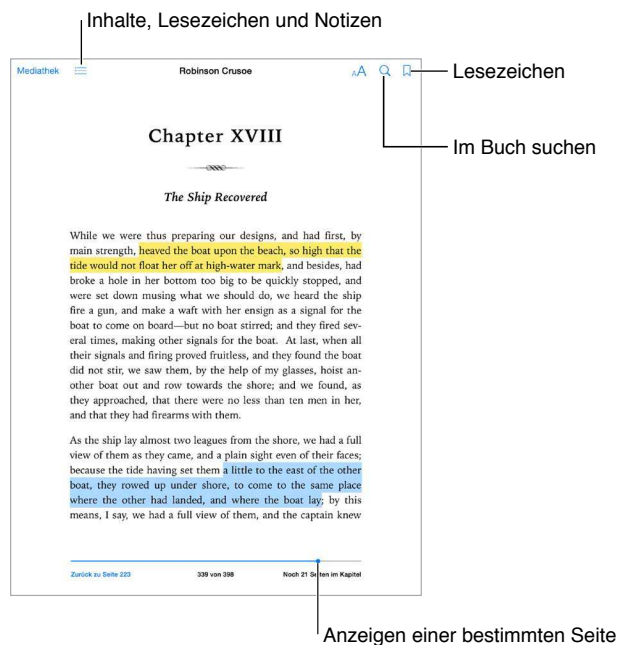 Inhalte, Lesezeichen und Notizen
Mediathek
Robinson Crusoe
AA
Lesezeichen
Im Buch suchen
Chapter XVIII
The Ship Recovered
While we were thus preparing our designs, and had first, by
main strength, heaved the boat upon the beach, so high that the
tide would not float her off at high-water mark, and besides, had
broke a hole in her bottom too big to be quickly stopped, and
were set down musing what we should do, we heard the ship
fire a gun, and make a waft with her ensign as a signal for the
boat to come on board—but no boat stirred; and they fired sev-
eral times, making other signals for the boat. At last, when all
their signals and firing proved fruitless, and they found the boat
did not stir, we saw them, by the help of my glasses, hoist an-
other boat out and row towards the shore; and we found, as
they approached, that there were no less than ten men in her,
and that they had firearms with them.
As the ship lay almost two leagues from the shore, we had a full
view of them as they came, and a plain sight even of their faces;
because the tide having set them a little to the east of the other
boat, they rowed up under shore, to come to the same place
where the other had landed, and where the boat lay; by this
means, I say, we had a full view of them, and the captain knew
Zurück zu Seite 223
339 von 398
Noch 21 Seiten im Kapitel
Anzeigen einer bestimmten Seite